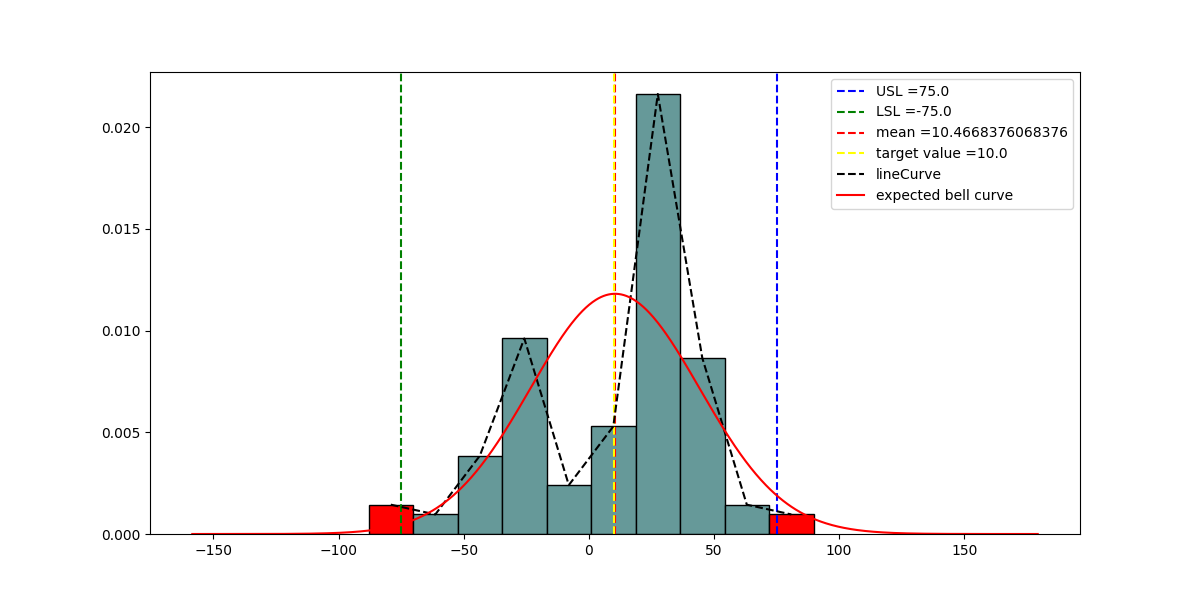 USL =75.0
LSL =-75.0
mean =10.4668376068376
target value =10.0
lineCurve
expected bell curve
0.020
0.015
0.010
0.005
0.000
−150
−100
−50
0
50
100
150